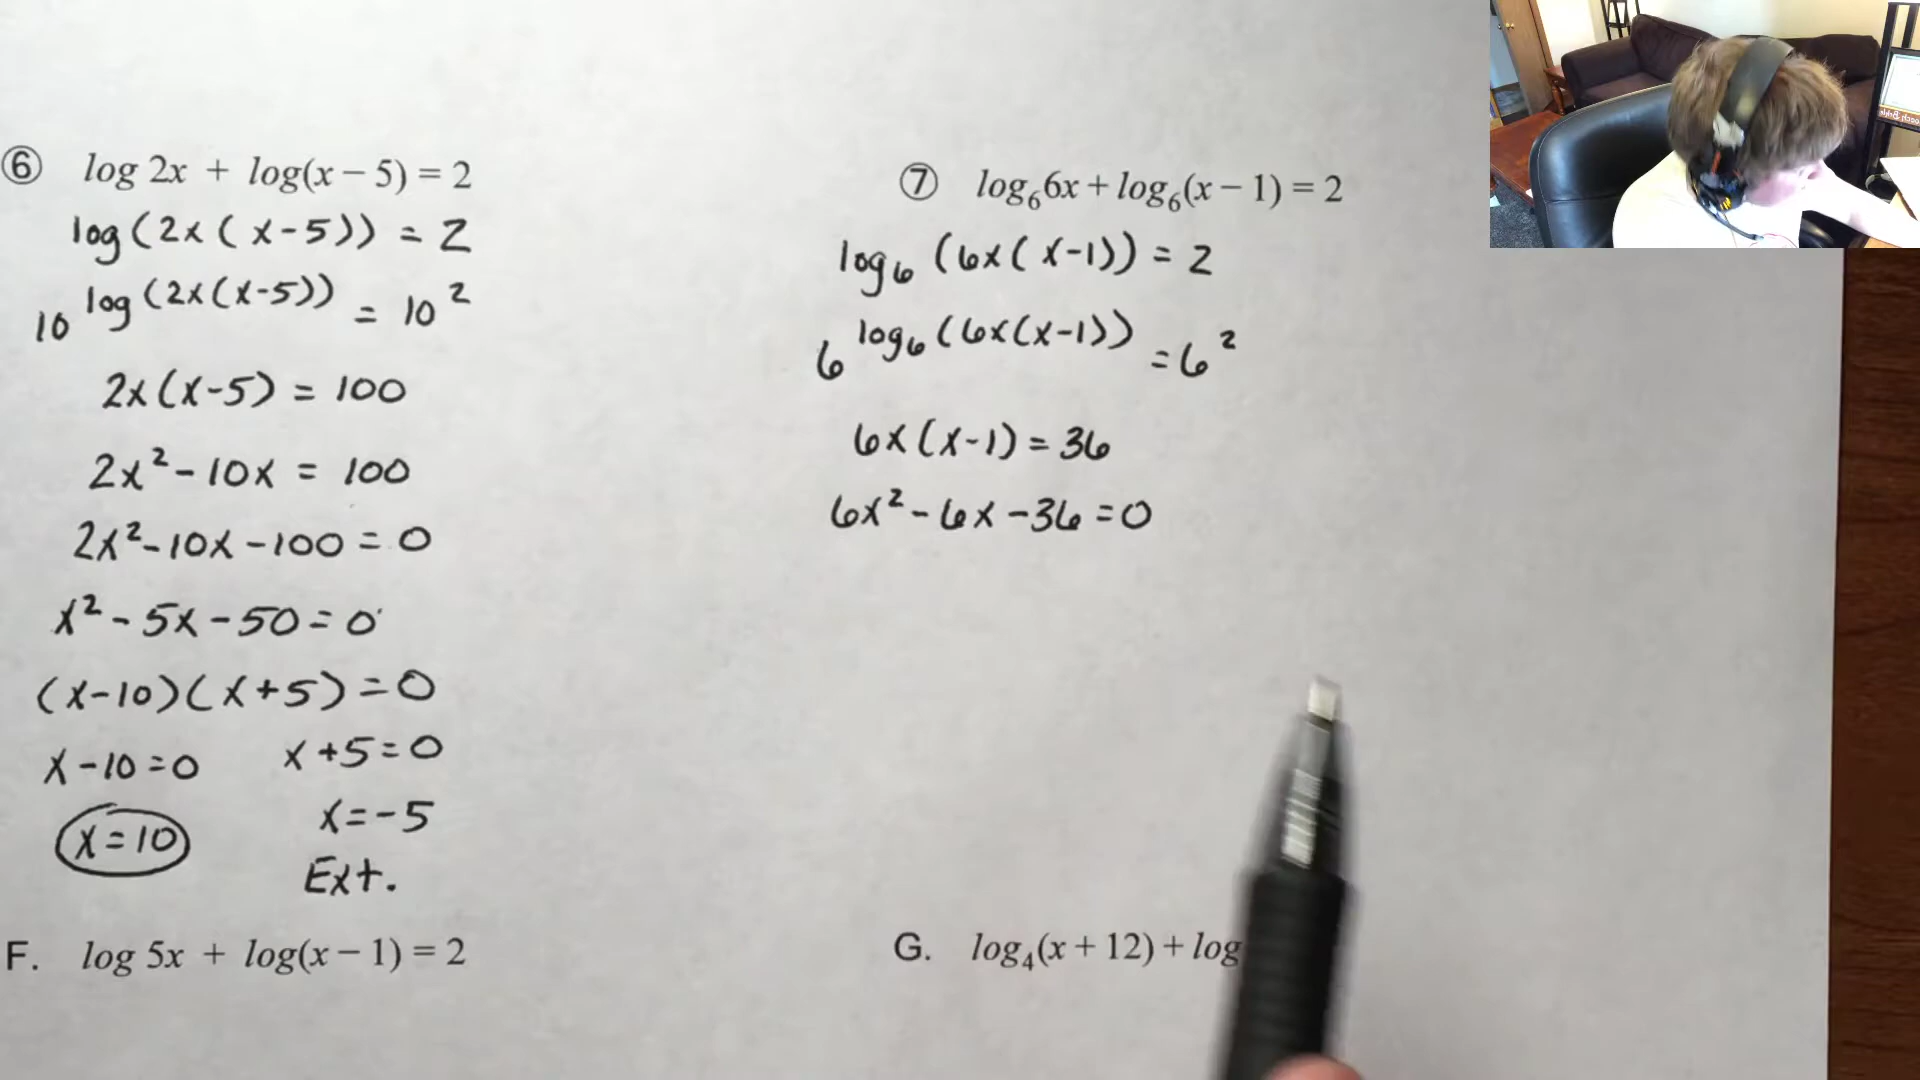 ⑥ log 2x + log(x − 5) = 2
log(2x(x-5)) = 2
10^log(2x(x-5)) = 10^2
2x(x-5) = 100
2x² - 10x = 100
2x² - 10x - 100 = 0
x² - 5x - 50 = 0
(x-10)(x+5) = 0
x - 10 = 0 x + 5 = 0
x = 10 x = -5
Ext.
F. log 5x + log(x − 1) = 2
⑦ log₆6x + log₆(x − 1) = 2
log₆(6x(x-1)) = 2
6^log₆(6x(x-1)) = 6^2
6x(x-1) = 36
6x² - 6x - 36 = 0
G. log₄(x + 12) + log